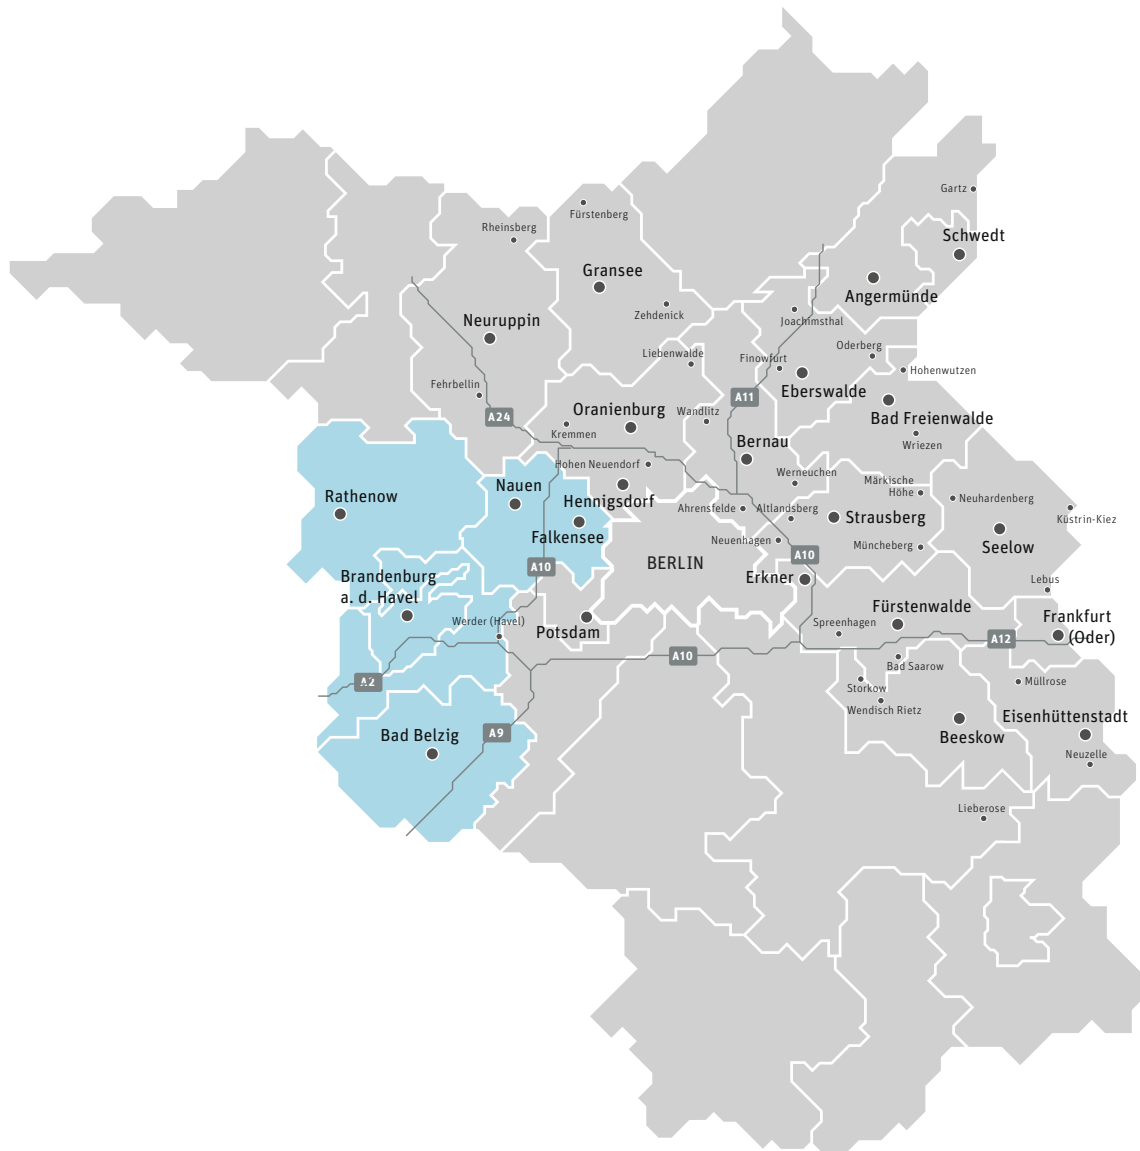 Gartz
Fürstenberg
Rheinsberg
Schwedt
Gransee
Angermünde
Zehdenick
Joachimsthal
Neuruppin
Oderberg
Liebenwalde
Finowfurt
Hohenwutzen
Fehrbellin
Eberswalde
A11
Oranienburg
Wandlitz
A24
Bad Freienwalde
Kremmen
Bernau
Wriezen
Hohen Neuendorf
Werneuchen
Märkische
Höhe
Nauen
Rathenow
Hennigsdorf
Neuhardenberg
Ahrensfelde
Altlandsberg
Strausberg
Küstrin-Kiez
Falkensee
Neuenhagen
Müncheberg
Seelow
A10
BERLIN
A10
Brandenburg
a. d. Havel
Erkner
Lebus
Fürstenwalde
Werder (Havel)
Potsdam
Spreenhagen
Frankfurt
(Oder)
A12
A10
Bad Saarow
A2
Storkow
Müllrose
Wendisch Rietz
Eisenhüttenstadt
Bad Belzig
A9
Beeskow
Neuzelle
Lieberose